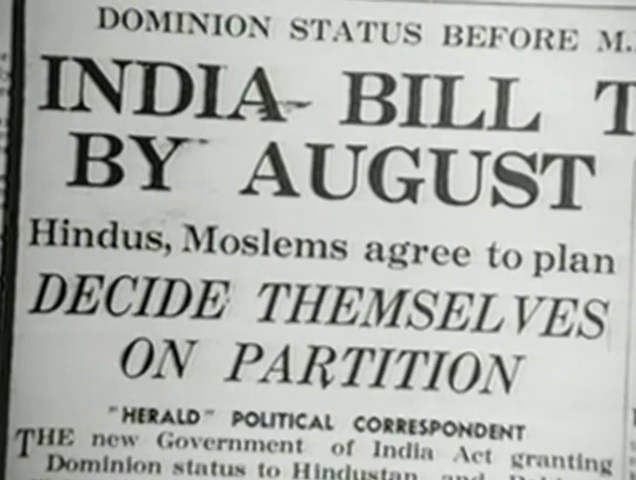 DOMINION STATUS BEFORE M.
INDIA BILL T
BY AUGUST
Hindus, Moslems agree to plan
DECIDE THEMSELVES
ON PARTITION
"HERALD" POLITICAL CORRESPONDENT
THE new Government of India Act granting
Dominion status to Hindustan and